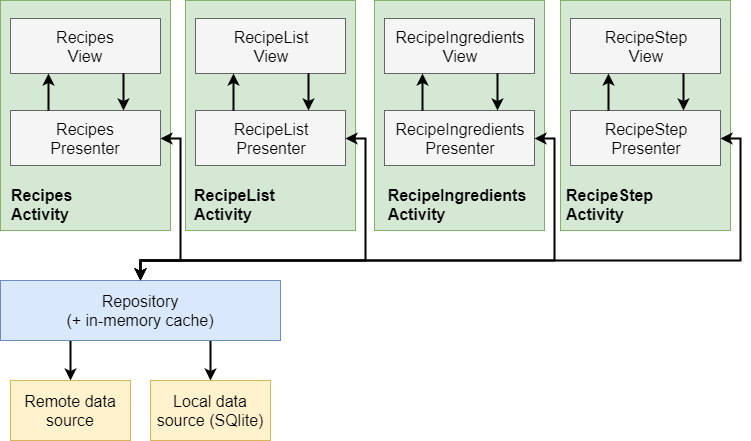 Recipes
View
RecipeList
View
RecipeIngredients
View
RecipeStep
View
Recipes
Presenter
RecipeList
Presenter
RecipeIngredients
Presenter
RecipeStep
Presenter
Recipes
Activity
RecipeList
Activity
RecipeIngredients
Activity
RecipeStep
Activity
Repository
(+ in-memory cache)
Remote data
source
Local data
source (SQlite)